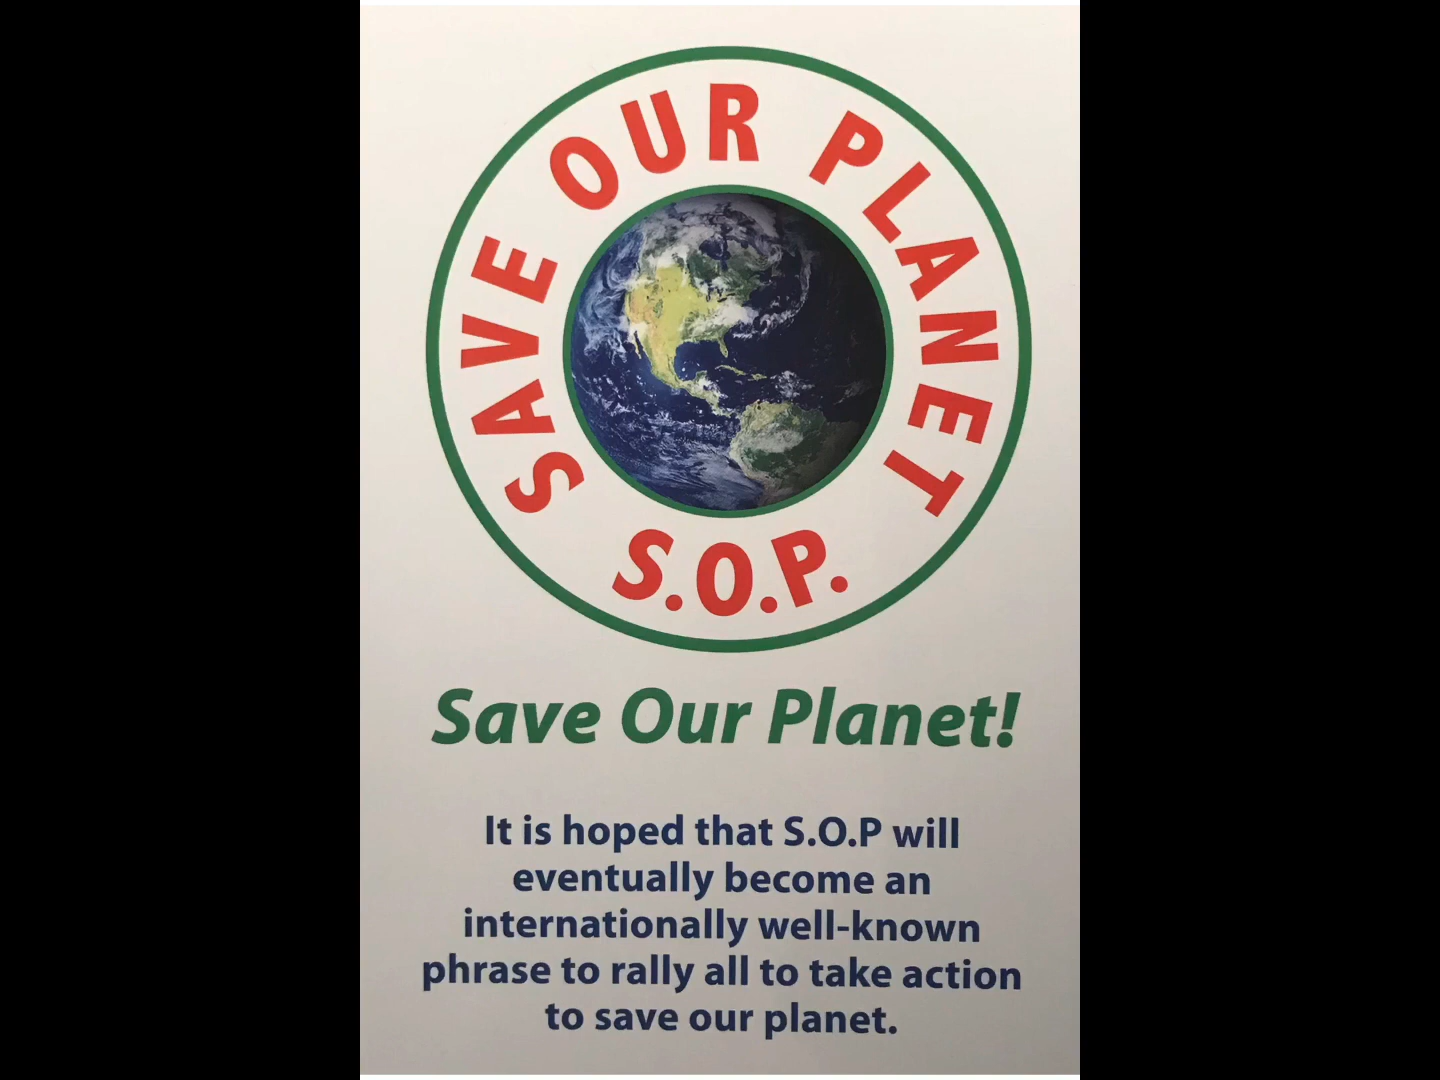 SAVE OUR PLANET
S.O.P.
Save Our Planet!
It is hoped that S.O.P will
eventually become an
internationally well-known
phrase to rally all to take action
to save our planet.